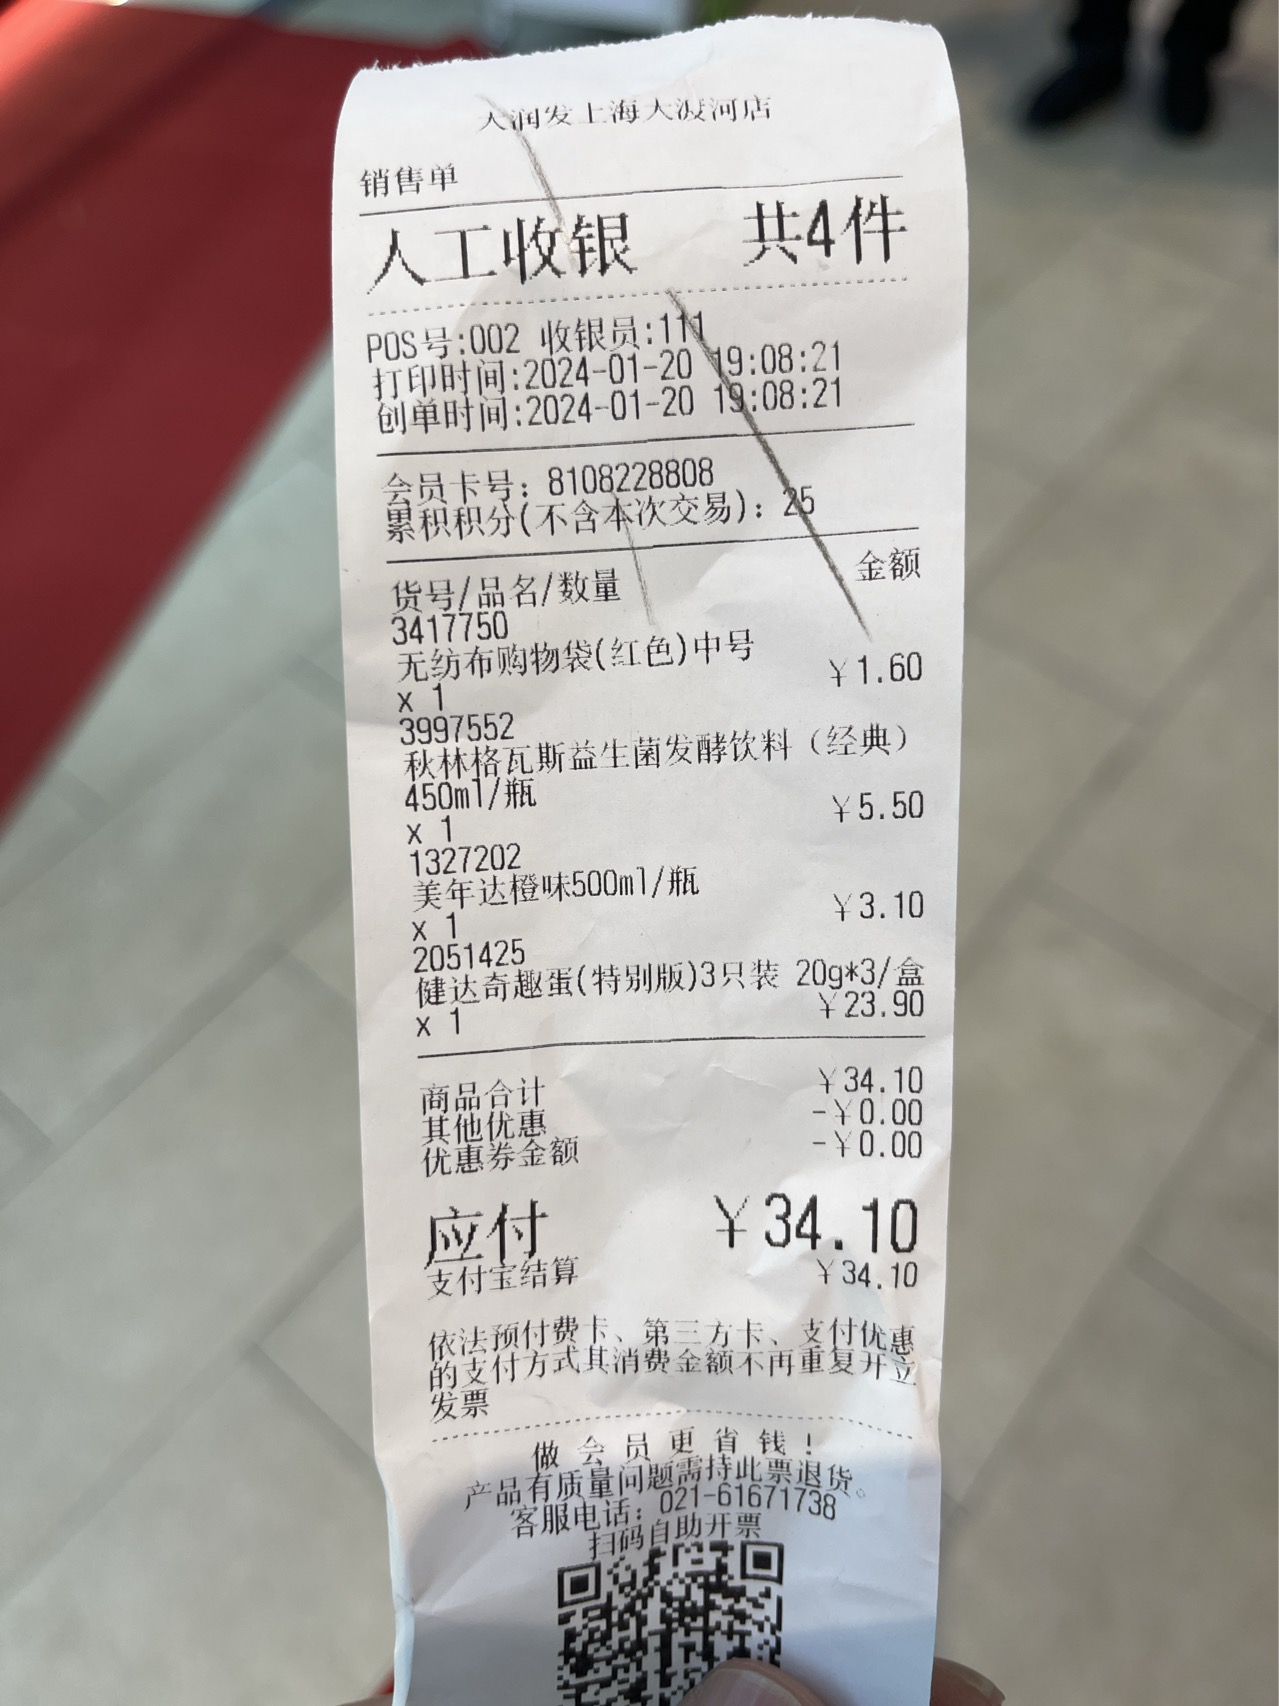 大润发上海大渡河店
销售单
人工收银 共4件
POS号:002 收银员:111
打印时间:2024-01-20 19:08:21
创单时间:2024-01-20 19:08:21
会员卡号: 8108228808
累积积分(不含本次交易): 25
货号/品名/数量 金额
3417750
无纺布购物袋(红色)中号
x 1 ¥1.60
3997552
秋林格瓦斯益生菌发酵饮料（经典）
450ml/瓶
x 1 ¥5.50
1327202
美年达橙味500ml/瓶
x 1 ¥3.10
2051425
健达奇趣蛋(特别版)3只装 20g*3/盒
x 1 ¥23.90
商品合计 ¥34.10
其他优惠 -¥0.00
优惠券金额 -¥0.00
应付 ¥34.10
支付宝结算 ¥34.10
依法预付费卡、第三方卡、支付优惠
的支付方式其消费金额不再重复开立
发票
做会员更省钱!
产品有质量问题需持此票退货。
客服电话: 021-61671738
扫码自助开票